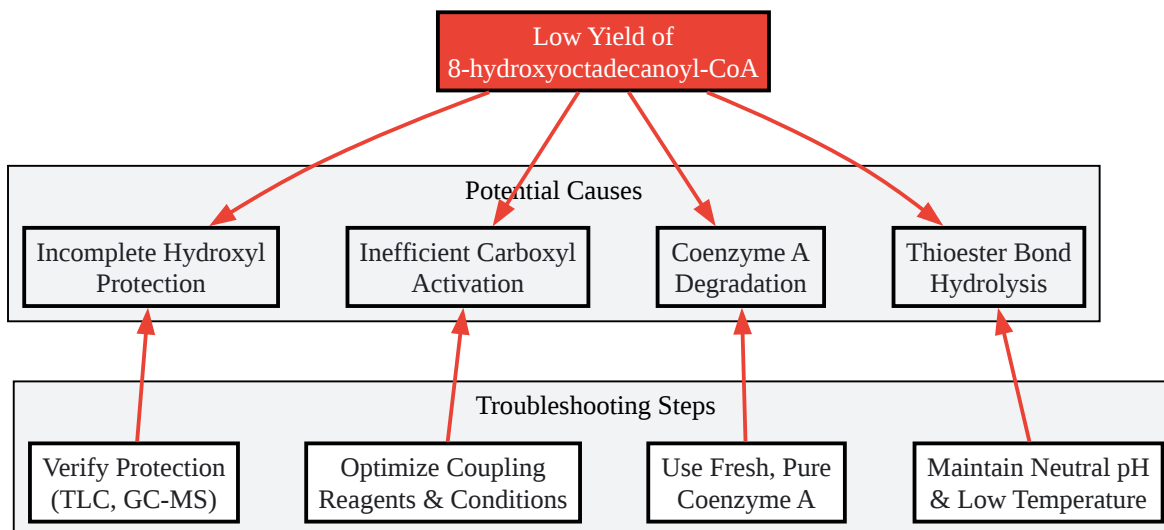 Low Yield of
8-hydroxyoctadecanoyl-CoA
Potential Causes
Incomplete Hydroxyl
Protection
Inefficient Carboxyl
Activation
Coenzyme A
Degradation
Thioester Bond
Hydrolysis
Troubleshooting Steps
Verify Protection
(TLC, GC-MS)
Optimize Coupling
Reagents & Conditions
Use Fresh, Pure
Coenzyme A
Maintain Neutral pH
& Low Temperature